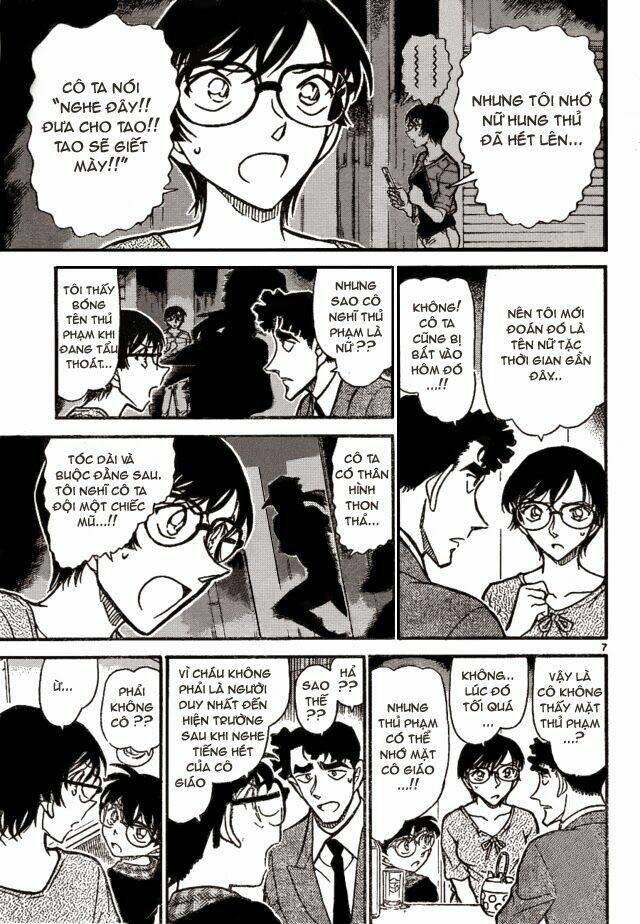 NHƯNG TÔI NHỚ
NỮ HUNG THỦ
ĐÃ HÉT LÊN...
CÔ TA NÓI
"NGHE ĐÂY!!
ĐƯA CHO TAO!!
TAO SẼ GIẾT
MÀY!!"
NÊN TÔI MỚI
ĐOÁN ĐÓ LÀ
TÊN NỮ TẶC
THỜI GIAN GẦN
ĐÂY..
KHÔNG!
CÔ TA
CŨNG BỊ
BẮT VÀO
HÔM ĐÓ
...!!
NHƯNG
SAO CÔ
NGHĨ THỦ
PHẠM LÀ
NỮ ??
TÔI THẤY
BÓNG
TÊN THỦ
PHẠM KHI
ĐANG TẨU
THOÁT...
CÔ TA
CÓ THÂN
HÌNH
THON
THẢ...
TÓC DÀI VÀ
BUỘC ĐẰNG SAU.
TÔI NGHĨ CÔ TA
ĐỘI MỘT CHIẾC
MŨ...!!
7
VẬY LÀ
CÔ KHÔNG
THẤY MẶT
THỦ PHẠM
...?
KHÔNG...
LÚC ĐÓ
TỐI QUÁ
...
NHƯNG
THỦ PHẠM
CÓ THỂ
NHỚ MẶT
CÔ GIÁO
...!!
HẢ
??
SAO
THẾ
??
VÌ CHÁU KHÔNG
PHẢI LÀ NGƯỜI
DUY NHẤT ĐẾN
HIỆN TRƯỜNG
SAU KHI NGHE
TIẾNG HÉT
CỦA CÔ
GIÁO
PHẢI
KHÔNG
CÔ ??
Ừ...